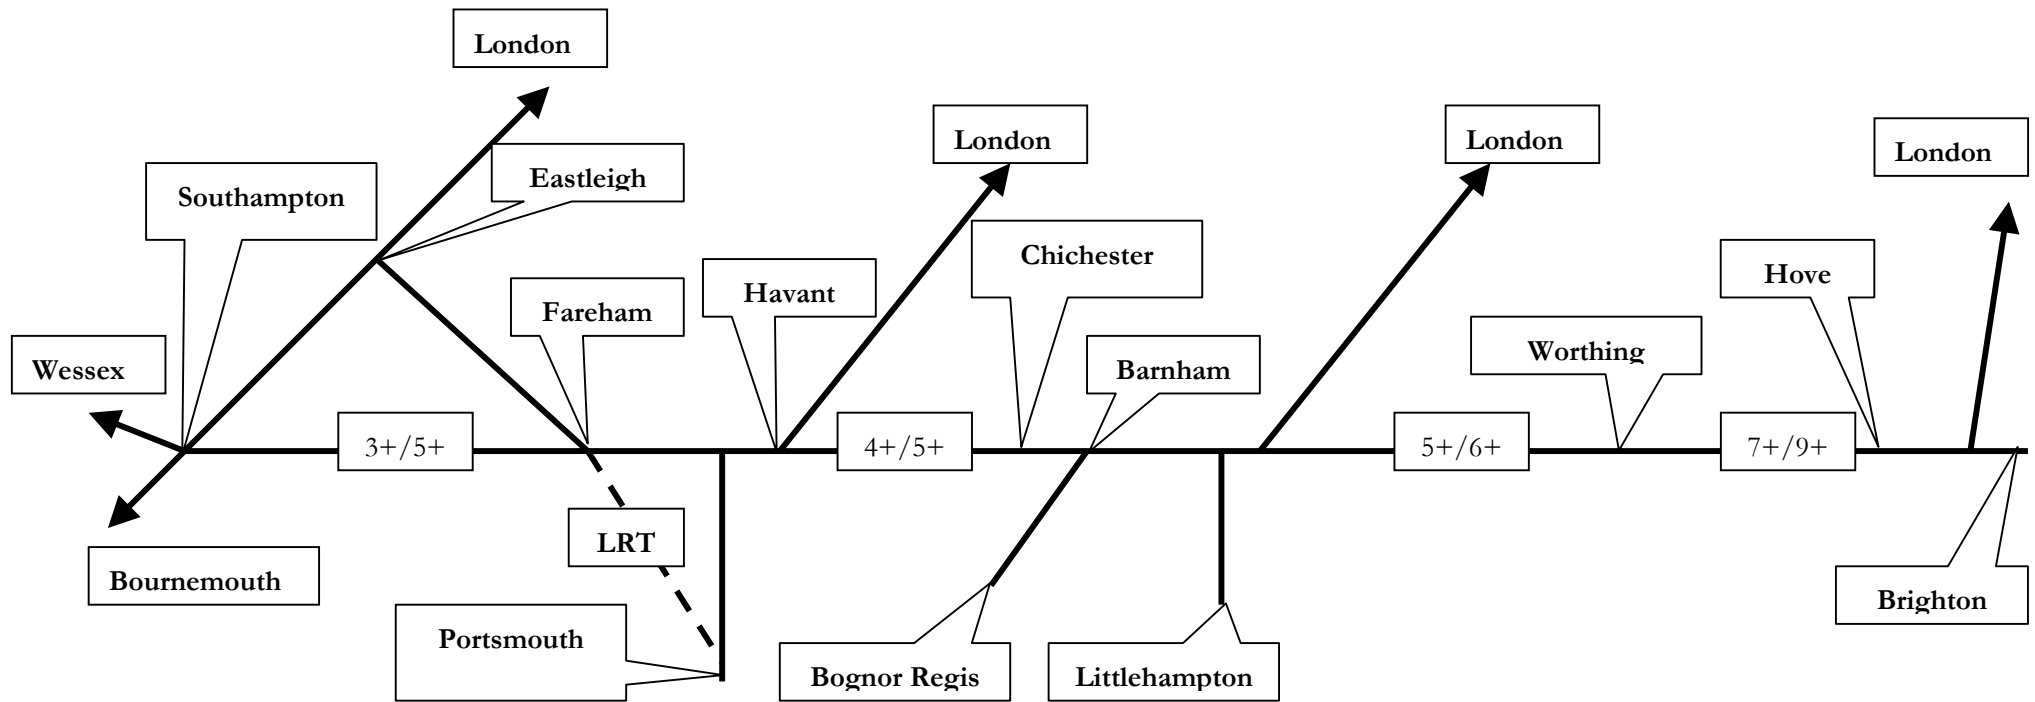 London
London
London
London
Eastleigh
Southampton
Chichester
Hove
Havant
Fareham
Worthing
Wessex
Barnham
3+/5+
4+/5+
5+/6+
7+/9+
LRT
Bournemouth
Brighton
Portsmouth
Bognor Regis
Littlehampton